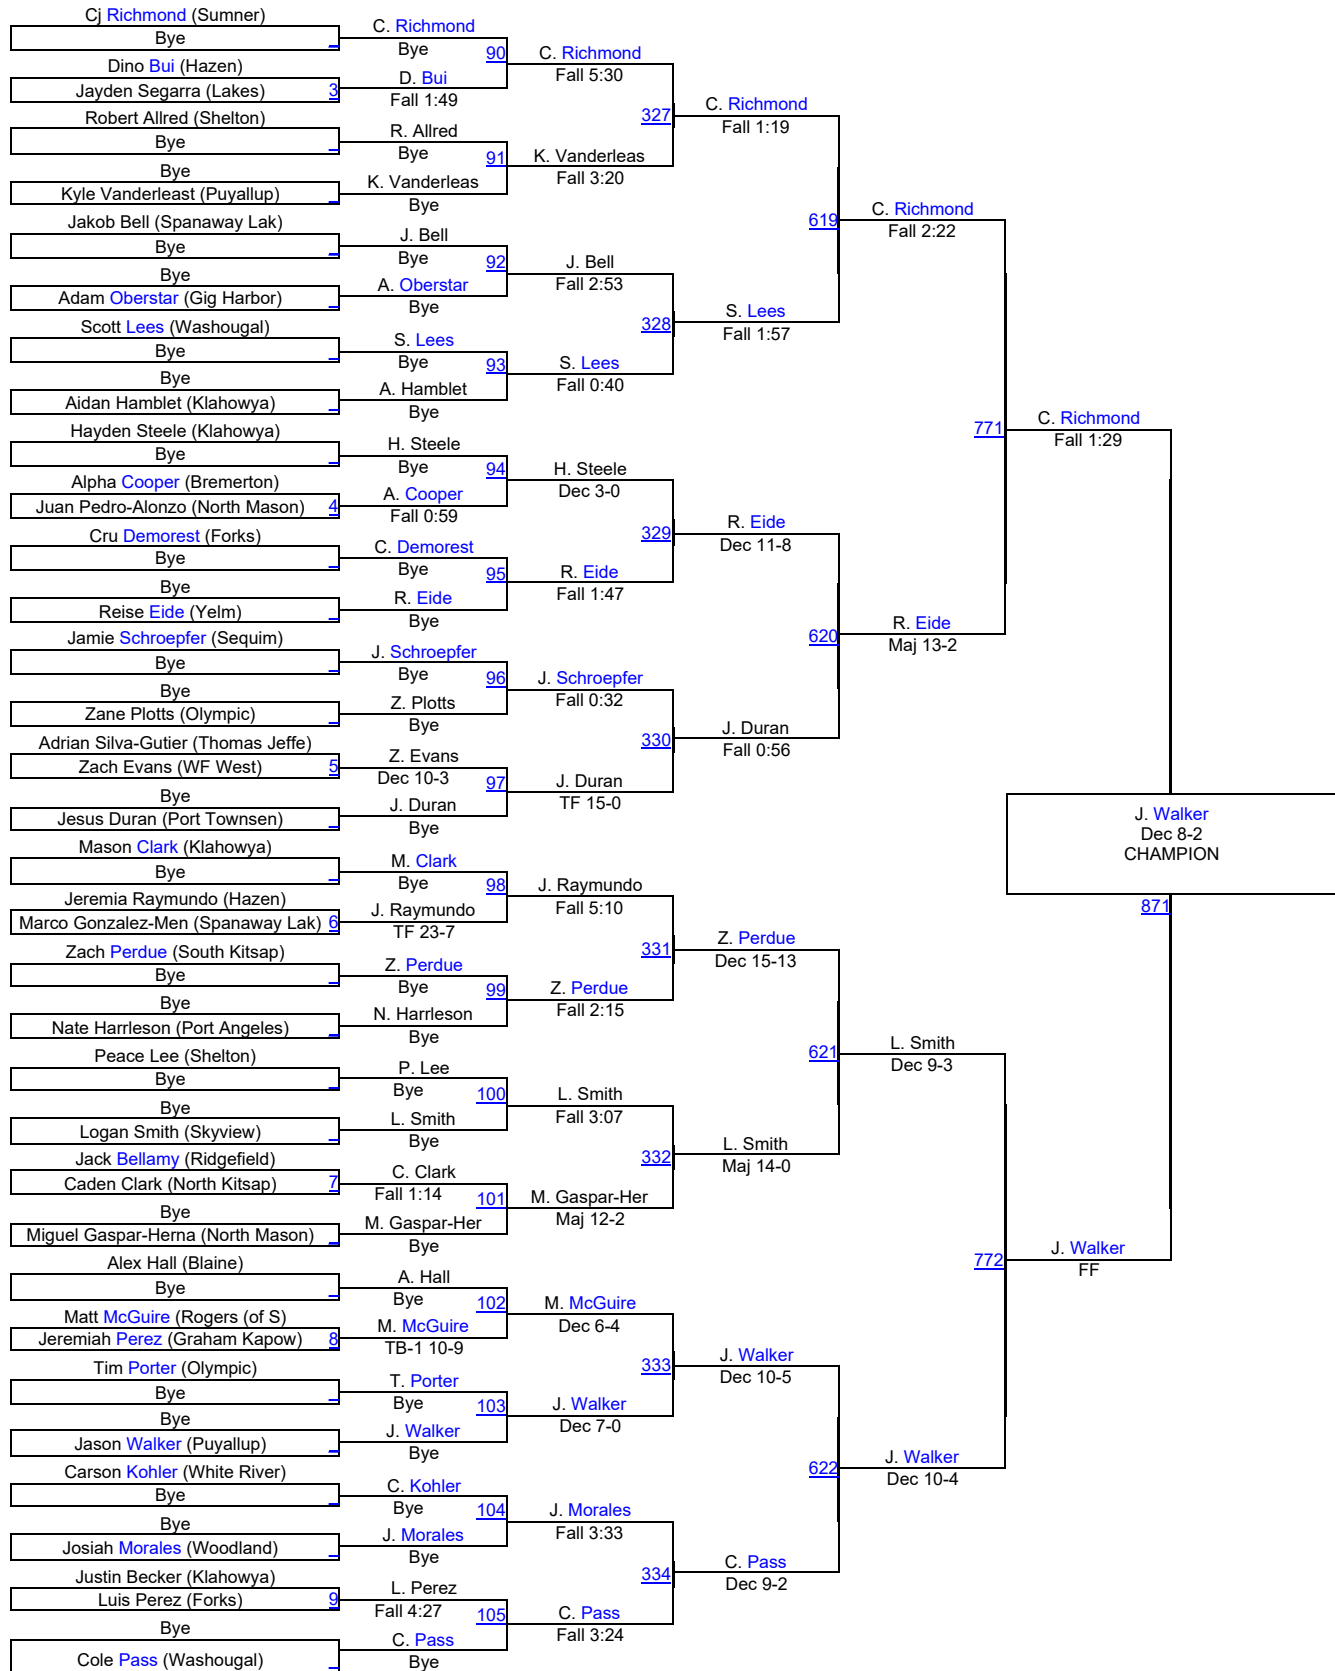 Cj Richmond (Sumner)
Bye
Dino Bui (Hazen)
Jayden Segarra (Lakes) 3
Robert Allred (Shelton)
Bye
Bye
Kyle Vanderleast (Puyallup)
Jakob Bell (Spanaway Lak)
Bye
Bye
Adam Oberstar (Gig Harbor)
Scott Lees (Washougal)
Bye
Bye
Aidan Hamblet (Klahowya)
Hayden Steele (Klahowya)
Bye
Alpha Cooper (Bremerton)
Juan Pedro-Alonzo (North Mason) 4
Cru Demorest (Forks)
Bye
Bye
Reise Eide (Yelm)
Jamie Schroepfer (Sequim)
Bye
Bye
Zane Plotts (Olympic)
Adrian Silva-Gutier (Thomas Jeffe)
Zach Evans (WF West) 5
Bye
Jesus Duran (Port Townsen)
Mason Clark (Klahowya)
Bye
Jeremia Raymundo (Hazen)
Marco Gonzalez-Men (Spanaway Lak) 6
Zach Perdue (South Kitsap)
Bye
Bye
Nate Harrleson (Port Angeles)
Peace Lee (Shelton)
Bye
Bye
Logan Smith (Skyview)
Jack Bellamy (Ridgefield)
Caden Clark (North Kitsap) 7
Bye
Miguel Gaspar-Herna (North Mason)
Alex Hall (Blaine)
Bye
Matt McGuire (Rogers (of S)
Jeremiah Perez (Graham Kapow) 8
Tim Porter (Olympic)
Bye
Bye
Jason Walker (Puyallup)
Carson Kohler (White River)
Bye
Bye
Josiah Morales (Woodland)
Justin Becker (Klahowya)
Luis Perez (Forks) 9
Bye
Cole Pass (Washougal)
C. Richmond
Bye
90
D. Bui
Fall 1:49
R. Allred
Bye
91
K. Vanderleas
Bye
J. Bell
Bye
92
A. Oberstar
Bye
S. Lees
Bye
93
A. Hamblet
Bye
H. Steele
Bye
94
A. Cooper
Fall 0:59
C. Demorest
Bye
95
R. Eide
Bye
J. Schroepfer
Bye
96
Z. Plotts
Bye
Z. Evans
Dec 10-3
97
J. Duran
Bye
M. Clark
Bye
98
J. Raymundo
TF 23-7
Z. Perdue
Bye
99
N. Harrleson
Bye
P. Lee
Bye
100
L. Smith
Bye
C. Clark
Fall 1:14
101
M. Gaspar-Her
Bye
A. Hall
Bye
102
M. McGuire
TB-1 10-9
T. Porter
Bye
103
J. Walker
Bye
C. Kohler
Bye
104
J. Morales
Bye
L. Perez
Fall 4:27
105
C. Pass
Bye
C. Richmond
Fall 5:30
327
K. Vanderleas
Fall 3:20
J. Bell
Fall 2:53
328
S. Lees
Fall 0:40
H. Steele
Dec 3-0
329
R. Eide
Fall 1:47
J. Schroepfer
Fall 0:32
330
J. Duran
TF 15-0
J. Raymundo
Fall 5:10
331
Z. Perdue
Fall 2:15
L. Smith
Fall 3:07
332
M. Gaspar-Her
Maj 12-2
M. McGuire
Dec 6-4
333
J. Walker
Dec 7-0
J. Morales
Fall 3:33
334
C. Pass
Fall 3:24
C. Richmond
Fall 1:19
619
S. Lees
Fall 1:57
R. Eide
Dec 11-8
620
J. Duran
Fall 0:56
Z. Perdue
Dec 15-13
621
L. Smith
Maj 14-0
J. Walker
Dec 10-5
622
C. Pass
Dec 9-2
C. Richmond
Fall 2:22
771
R. Eide
Maj 13-2
L. Smith
Dec 9-3
772
J. Walker
Dec 10-4
C. Richmond
Fall 1:29
J. Walker
Dec 8-2
CHAMPION
871
J. Walker
FF